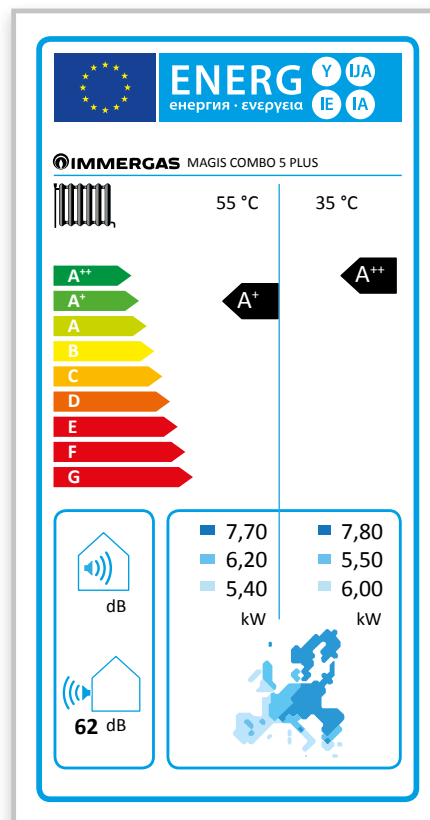 ENERG
енергия · ενεργεια
Y IJA
IE IA
IMMERGAS MAGIS COMBO 5 PLUS
55 °C 35 °C
A++
A+
A
B
C
D
E
F
G
A+
A++
dB
62 dB
7,70 7,80
6,20 5,50
5,40 6,00
kW kW